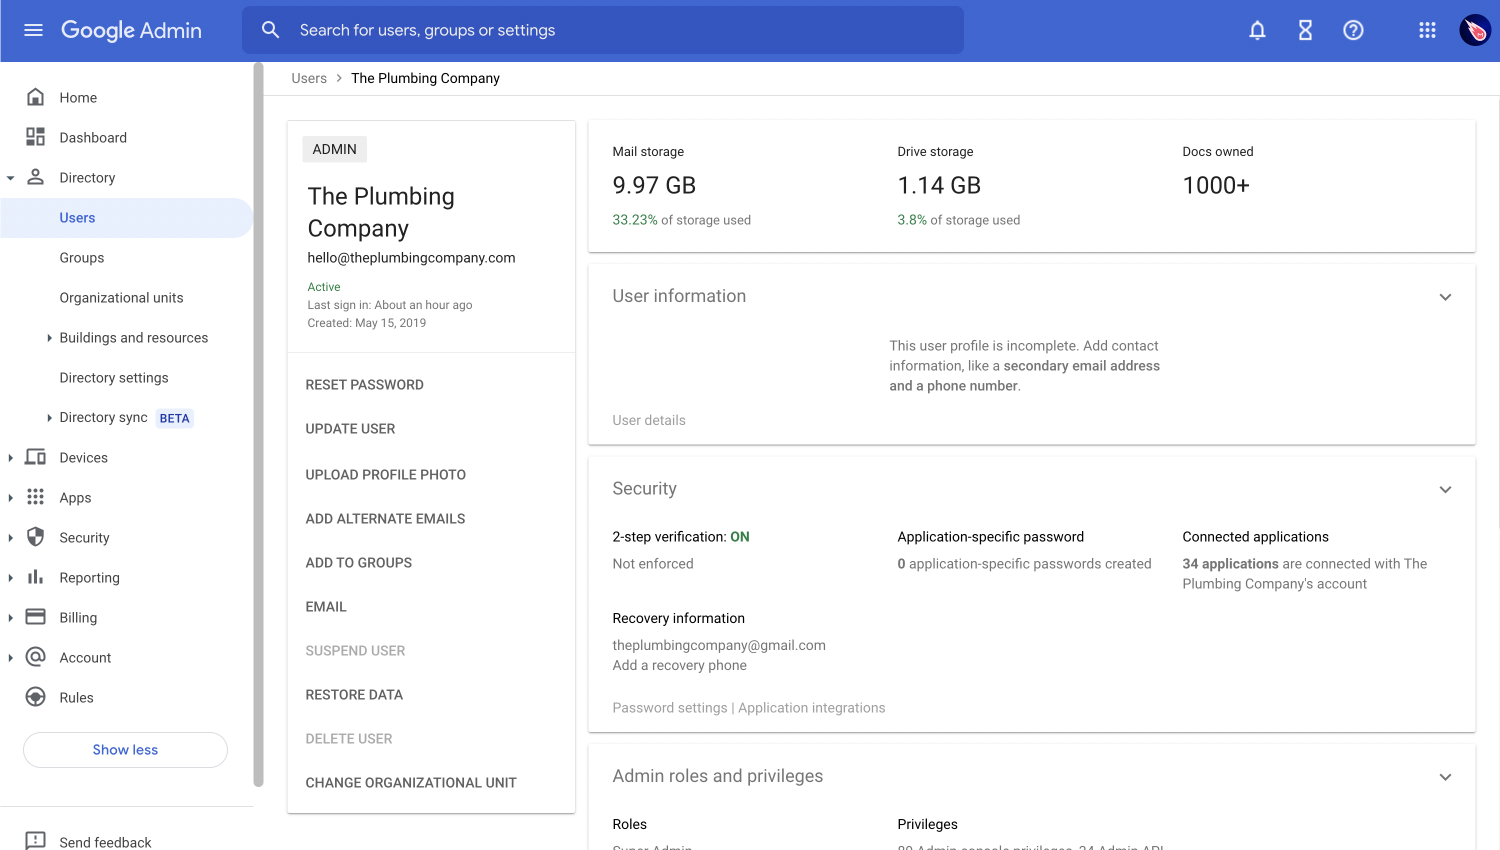 Google Admin
Search for users, groups or settings
Home
Dashboard
Directory
Users
Groups
Organizational units
Buildings and resources
Directory settings
Directory sync BETA
Devices
Apps
Security
Reporting
Billing
Account
Rules
Show less
Send feedback
Users > The Plumbing Company
ADMIN
The Plumbing
Company
hello@theplumbingcompany.com
Active
Last sign in: About an hour ago
Created: May 15, 2019
RESET PASSWORD
UPDATE USER
UPLOAD PROFILE PHOTO
ADD ALTERNATE EMAILS
ADD TO GROUPS
EMAIL
SUSPEND USER
RESTORE DATA
DELETE USER
CHANGE ORGANIZATIONAL UNIT
Mail storage
9.97 GB
33.23% of storage used
Drive storage
1.14 GB
3.8% of storage used
Docs owned
1000+
User information
This user profile is incomplete. Add contact
information, like a secondary email address
and a phone number.
User details
Security
2-step verification: ON
Not enforced
Application-specific password
0 application-specific passwords created
Connected applications
34 applications are connected with The
Plumbing Company's account
Recovery information
theplumbingcompany@gmail.com
Add a recovery phone
Password settings | Application integrations
Admin roles and privileges
Roles
Super Admin
Privileges
Admin console privileges, 34 Admin API